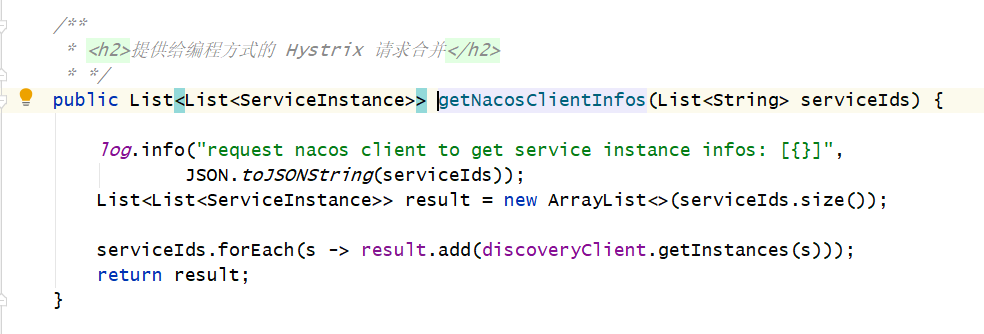 /**
 * <h2>提供给编程方式的 Hystrix 请求合并</h2>
 * */
public List<List<ServiceInstance>> getNacosClientInfos(List<String> serviceIds) {
log.info("request nacos client to get service instance infos: [{}]",
JSON.toJSONString(serviceIds));
List<List<ServiceInstance>> result = new ArrayList<>(serviceIds.size());
serviceIds.forEach(s -> result.add(discoveryClient.getInstances(s)));
return result;
}